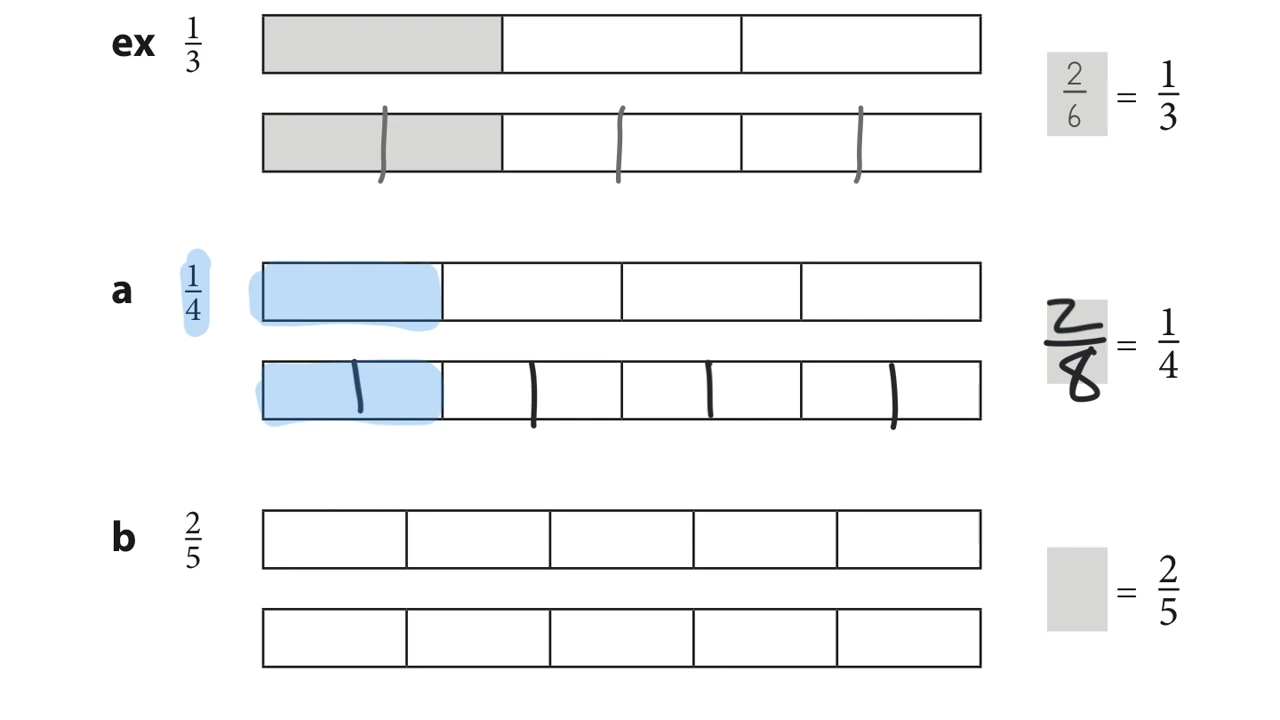 ex 1/3
2/6 = 1/3
a 1/4
2/8 = 1/4
b 2/5
= 2/5